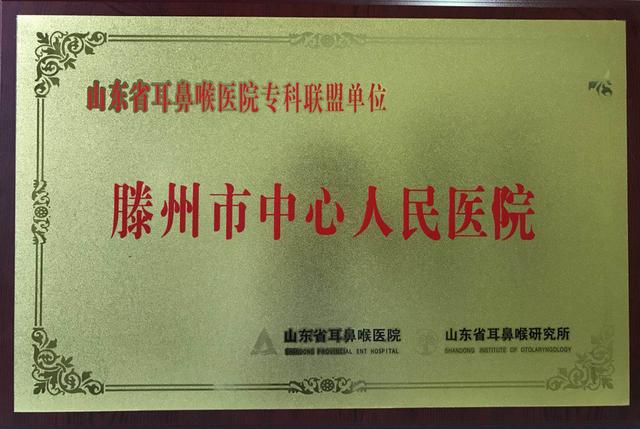 山东省耳鼻喉医院专科联盟单位
滕州市中心人民医院
山东省耳鼻喉医院 山东省耳鼻喉研究所
SHANDONG PROVINCIAL ENT HOSPITAL SHANDONG INSTITUTE OF OTOLARYNGOLOGY